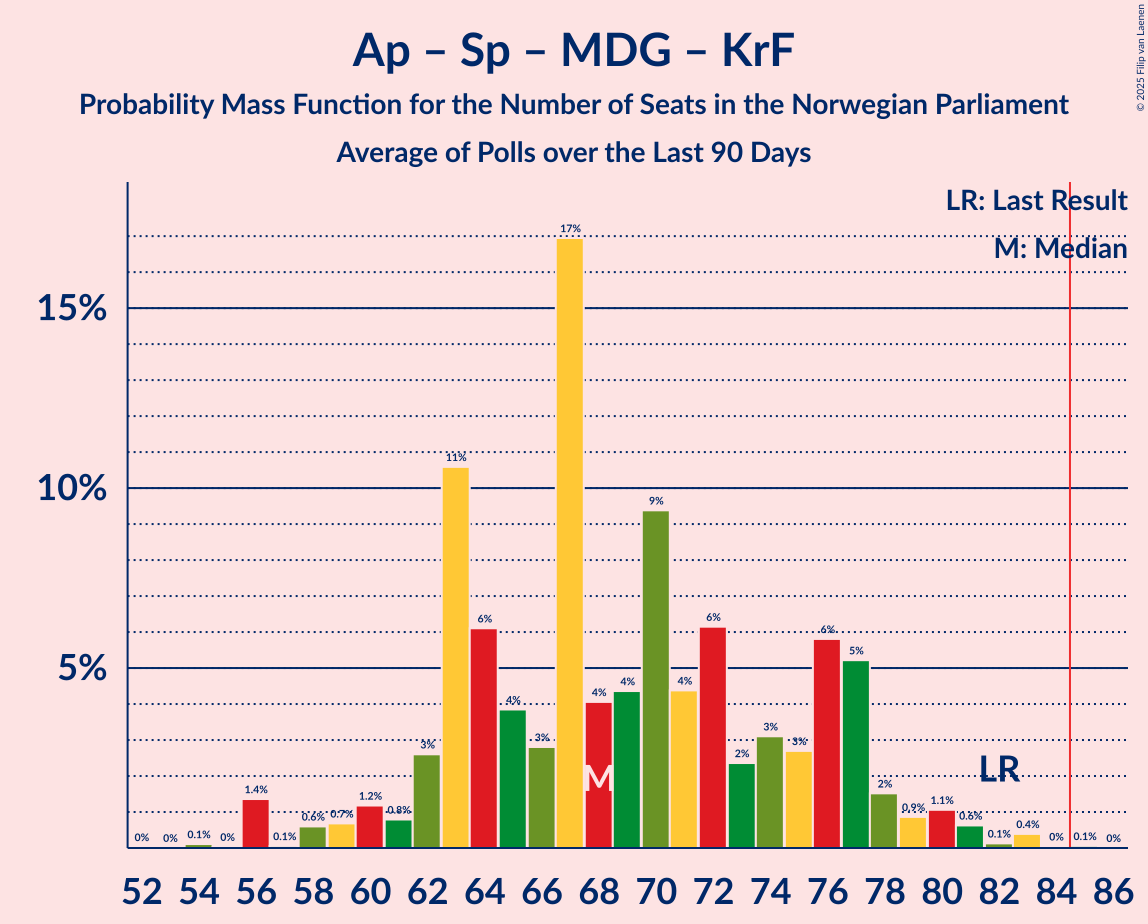 Ap – Sp – MDG – KrF
Probability Mass Function for the Number of Seats in the Norwegian Parliament
Average of Polls over the Last 90 Days
© 2025 Filip van Laenen
LR: Last Result
M: Median
17%
15%
11%
10%
9%
6% 6% 6%
5% 5%
4% 4% 4% 4%
3% 3% 3% 3%
2% 2%
M
LR
1.4% 1.2% 1.1%
0.6% 0.7% 0.8% 0.9% 0.6% 0.4%
0% 0% 0.1% 0% 0.1% 0.1% 0% 0.1% 0%
52 54 56 58 60 62 64 66 68 70 72 74 76 78 80 82 84 86